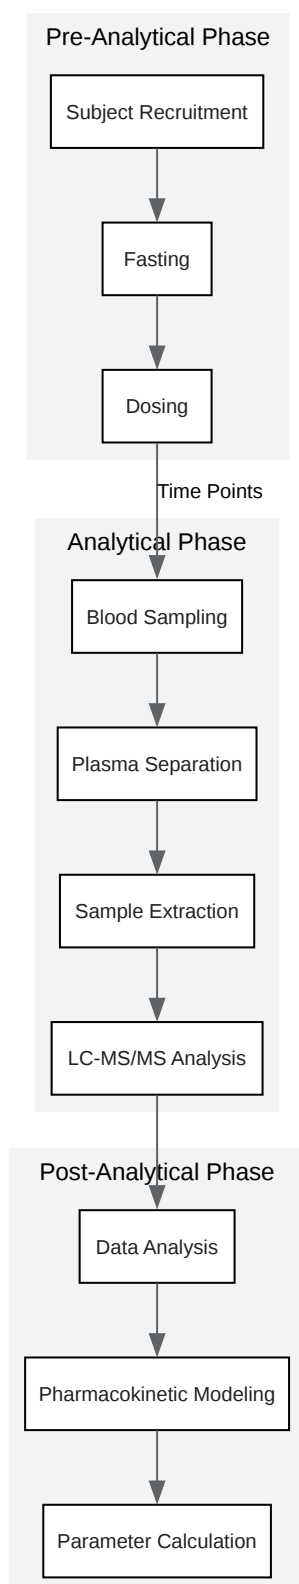 Pre-Analytical Phase
Subject Recruitment
Fasting
Dosing
Time Points
Analytical Phase
Blood Sampling
Plasma Separation
Sample Extraction
LC-MS/MS Analysis
Post-Analytical Phase
Data Analysis
Pharmacokinetic Modeling
Parameter Calculation